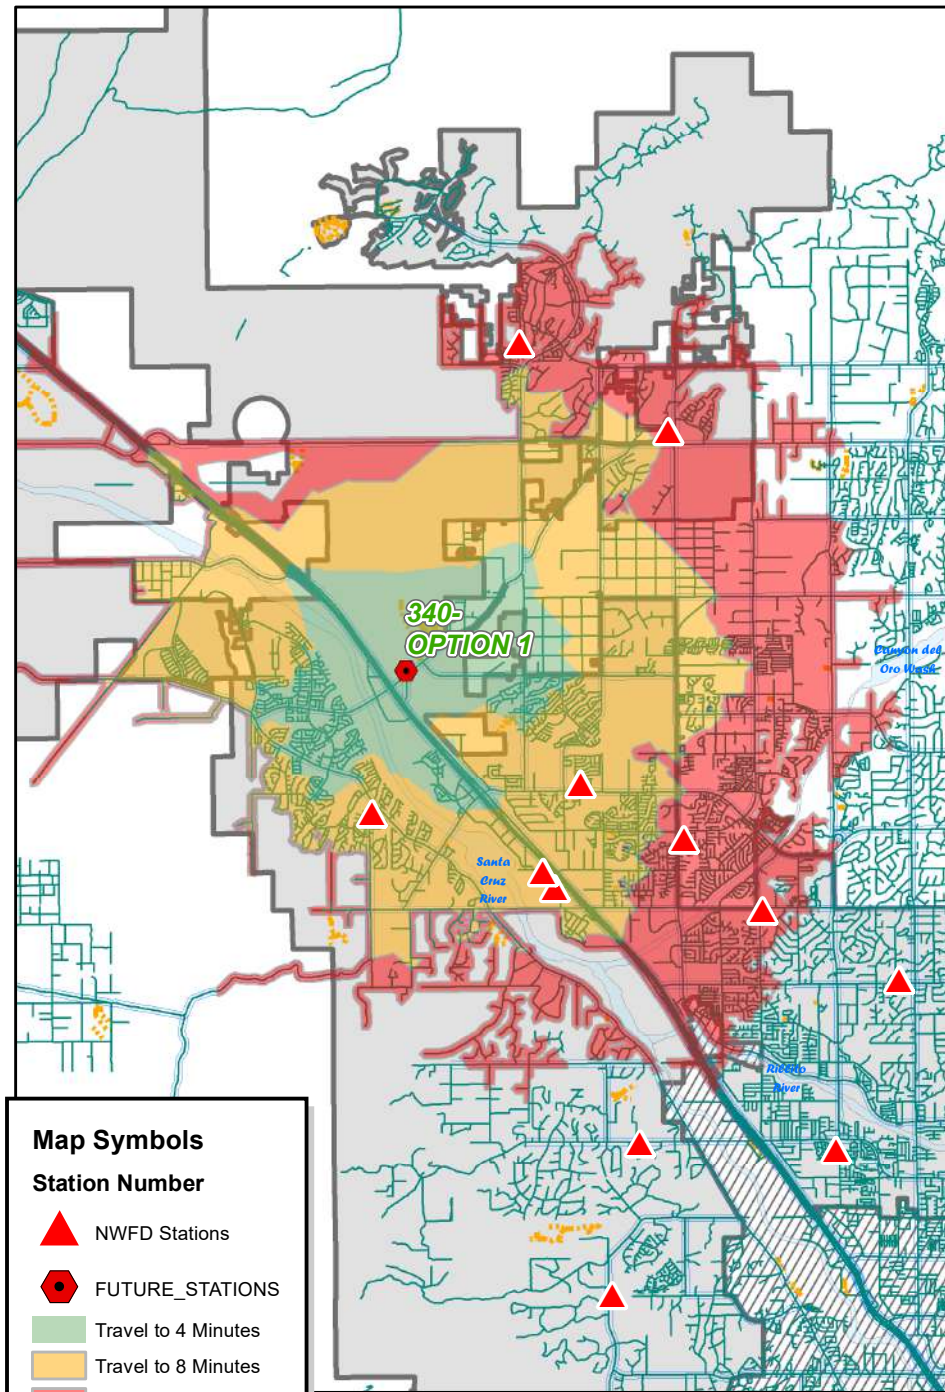 340-
OPTION 1
Canyon del
Oro Wash
Santa
Cruz
River
Rillito
River
Map Symbols
Station Number
NWFD Stations
FUTURE_STATIONS
Travel to 4 Minutes
Travel to 8 Minutes